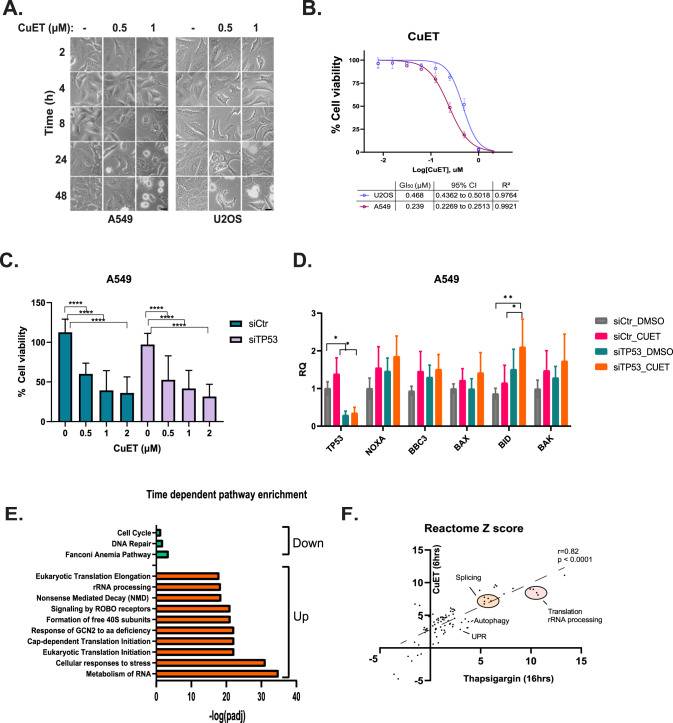 A.
CuET (µM): - 0.5 1 - 0.5 1
Time (h)
2
4
8
24
48
A549 U2OS
B.
CuET
% Cell viability
100
50
0
-2 -1 0
Log[CuET], uM
GI₅₀ (µM) 95% CI R²
U2OS 0.468 0.4362 to 0.5018 0.9764
A549 0.239 0.2269 to 0.2513 0.9921
C.
A549
% Cell viability
150
100
50
0
**** **** **** **** **** ****
siCtr
siTP53
0 0.5 1 2 0 0.5 1 2
CuET (µM)
D.
A549
RQ
3
2
1
0
* * ** *
siCtr_DMSO
siCtr_CUET
siTP53_DMSO
siTP53_CUET
TP53 NOXA BBC3 BAX BID BAK
E.
Time dependent pathway enrichment
Cell Cycle
DNA Repair
Fanconi Anemia Pathway
Down
Eukaryotic Translation Elongation
rRNA processing
Nonsense Mediated Decay (NMD)
Signaling by ROBO receptors
Formation of free 40S subunits
Response of GCN2 to aa deficiency
Cap-dependent Translation Initiation
Eukaryotic Translation Initiation
Cellular responses to stress
Metabolism of RNA
Up
0 10 20 30 40
-log(padj)
F.
Reactome Z score
CuET (6hrs)
15
10
5
-5
r=0.82
p < 0.0001
Splicing
Translation
rRNA processing
Autophagy
UPR
-5 5 10 15
Thapsigargin (16hrs)